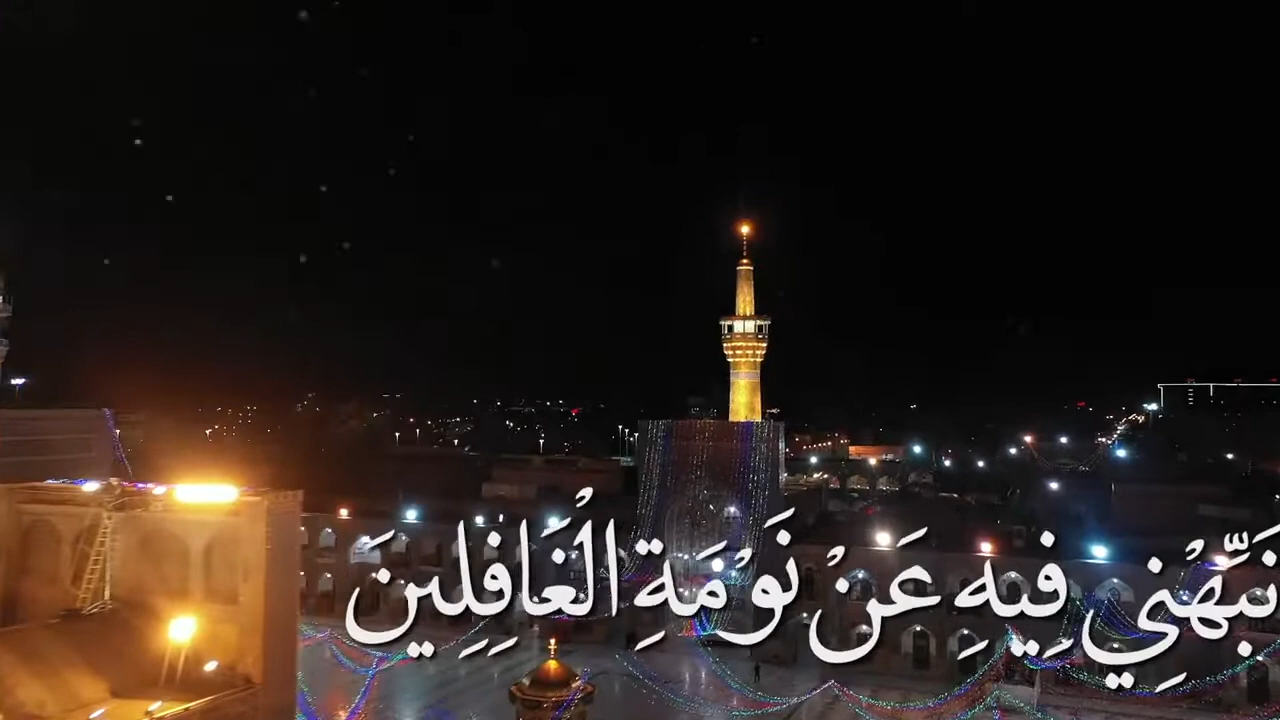 نَبِّهْنِي فِيهِ عَنْ نَوْمَةِ الْغَافِلِينَ